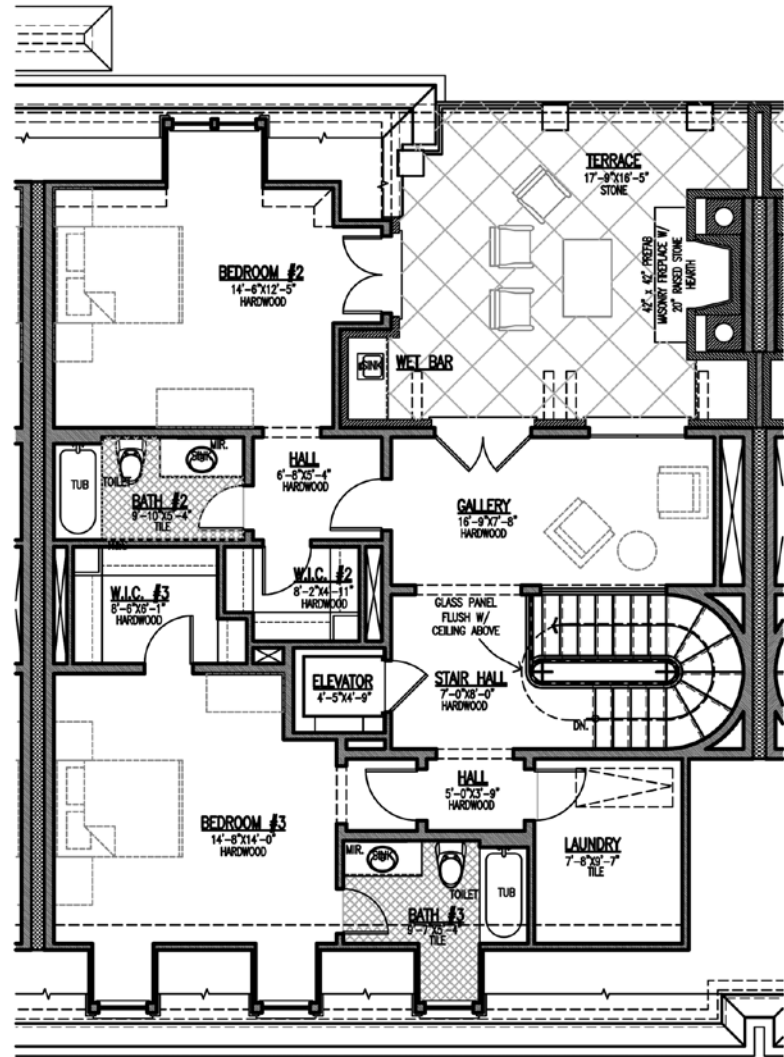 TERRACE
17'-9"X16'-5"
STONE
42" x 42" PREFAB
MASONRY FIREPLACE W/
20" RAISED STONE
HEARTH
BEDROOM #2
14'-6"X12'-5"
HARDWOOD
SINK
WET BAR
MIR.
SINK
TUB
TOILET
BATH #2
9'-10"X5'-4"
TILE
HALL
6'-8"X5'-4"
HARDWOOD
GALLERY
16'-9"X7'-8"
HARDWOOD
W.I.C. #3
8'-6"X6'-1"
HARDWOOD
W.I.C. #2
8'-2"X4'-11"
HARDWOOD
GLASS PANEL
FLUSH W/
CEILING ABOVE
ELEVATOR
4'-5"X4'-9"
STAIR HALL
7'-0"X8'-0"
HARDWOOD
DN.
HALL
5'-0"X3'-9"
HARDWOOD
BEDROOM #3
14'-8"X14'-0"
HARDWOOD
LAUNDRY
7'-8"X9'-7"
TILE
MIR.
SINK
TOILET
TUB
BATH #3
9'-7"X5'-4"
TILE